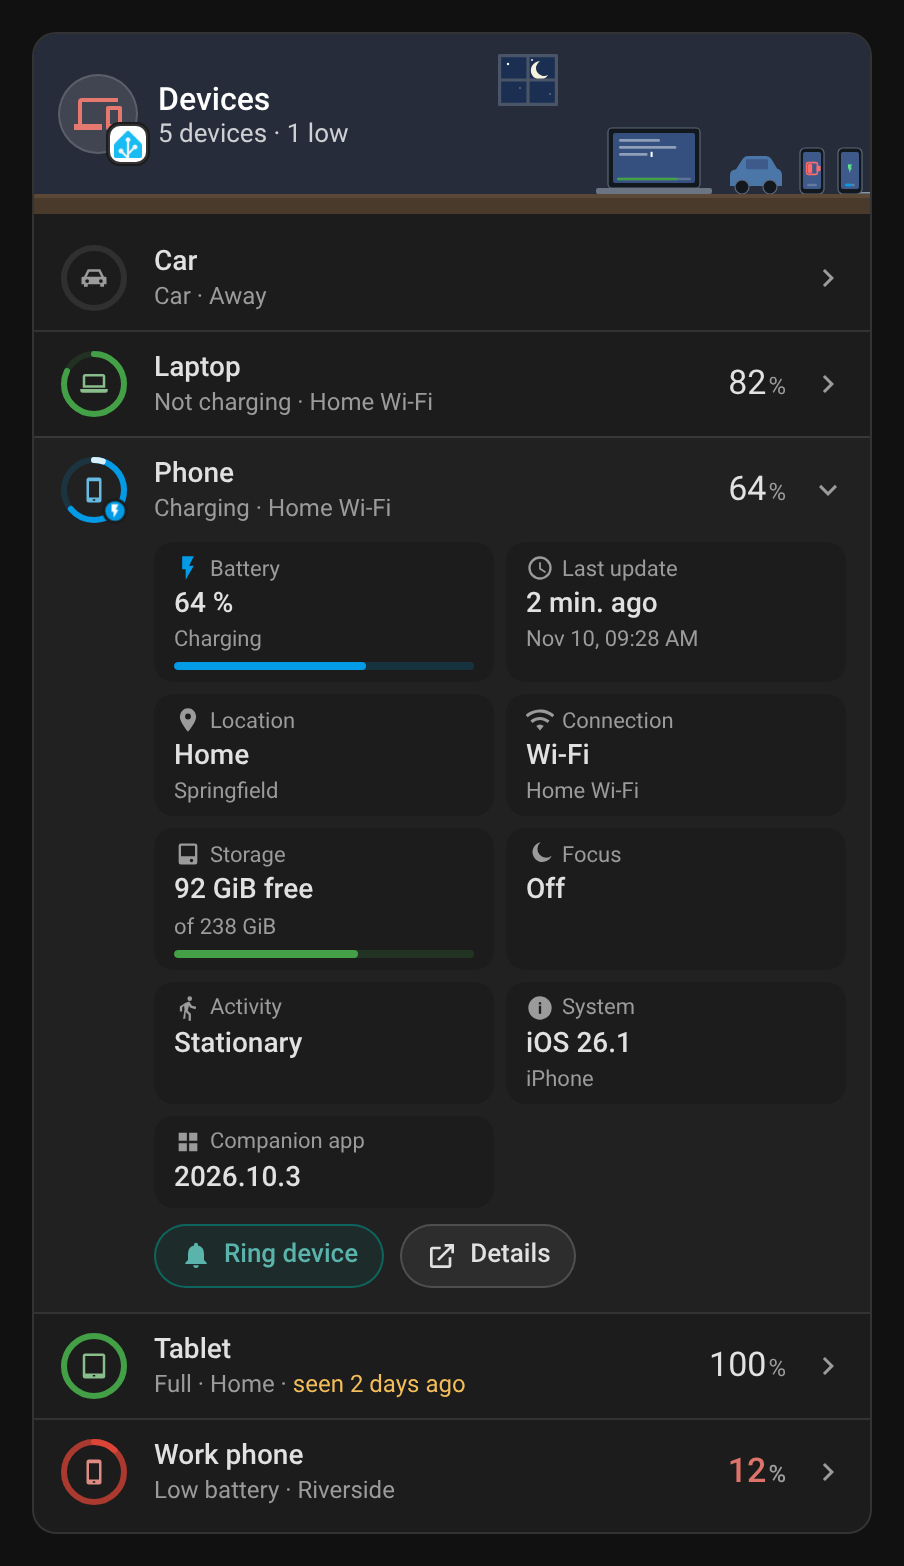 Devices
5 devices · 1 low
Car
Car · Away
Laptop
Not charging · Home Wi-Fi
82%
Phone
Charging · Home Wi-Fi
64%
Battery
64 %
Charging
Last update
2 min. ago
Nov 10, 09:28 AM
Location
Home
Springfield
Connection
Wi-Fi
Home Wi-Fi
Storage
92 GiB free
of 238 GiB
Focus
Off
Activity
Stationary
System
iOS 26.1
iPhone
Companion app
2026.10.3
Ring device
Details
Tablet
Full · Home · seen 2 days ago
100%
Work phone
Low battery · Riverside
12%